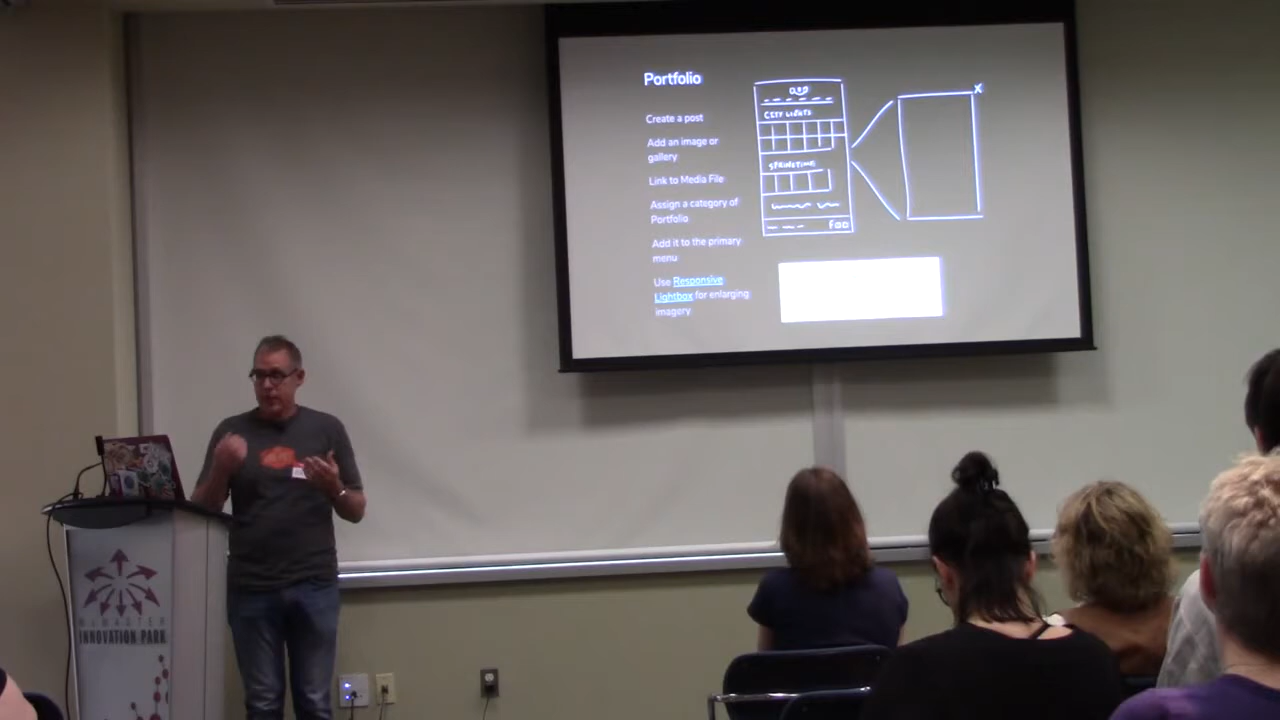 Portfolio
Create a post
Add an image or
gallery
Link to Media File
Assign a category of
Portfolio
Add it to the primary
menu
Use Responsive
Lightbox for enlarging
imagery
CITY LIGHTS
SPRINGTIME
X
MCMASTER
INNOVATION PARK